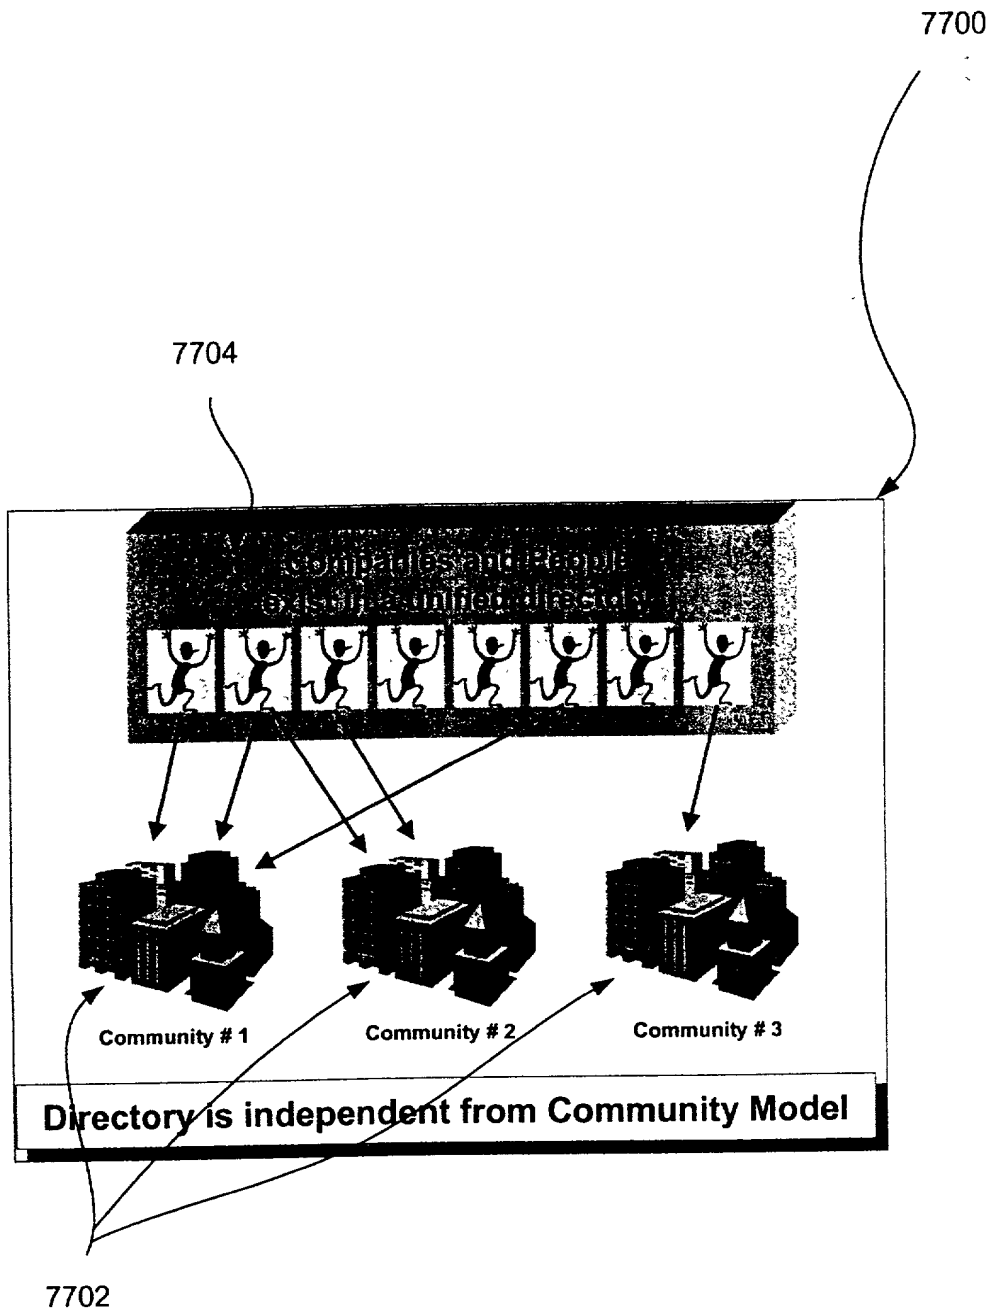 7700
7704
Companies and People
exist in a unified directory
Community # 1
Community # 2
Community # 3
Directory is independent from Community Model
7702